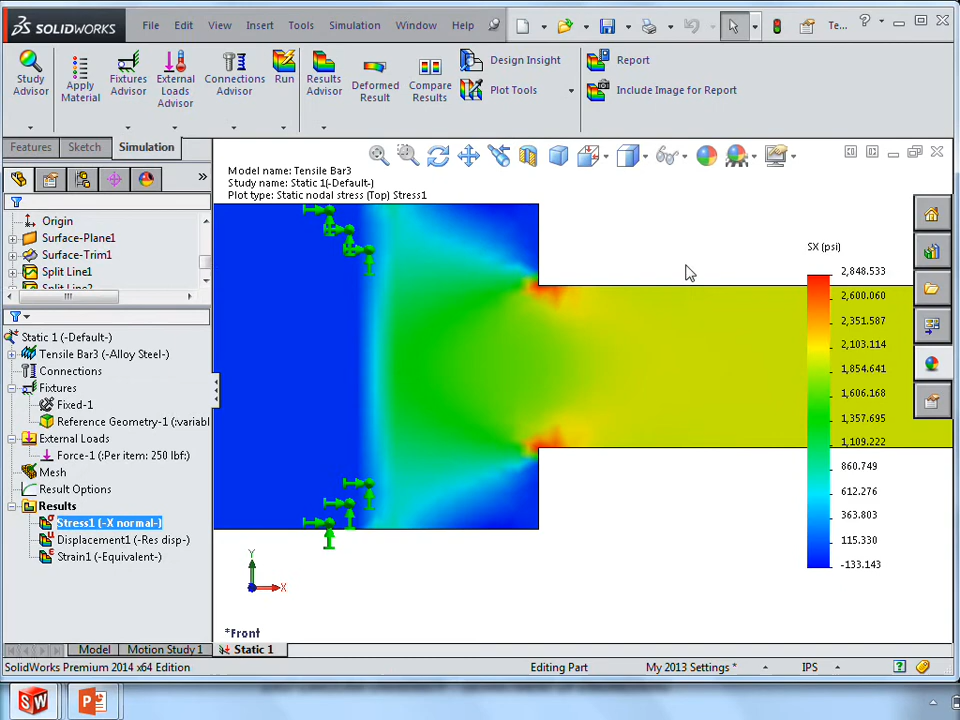 SOLIDWORKS File Edit View Insert Tools Simulation Window Help Te...
Study Advisor
Apply Material
Fixtures Advisor
External Loads Advisor
Connections Advisor
Run
Results Advisor
Deformed Result
Compare Results
Design Insight
Plot Tools
Report
Include Image for Report
Features Sketch Simulation
Model name: Tensile Bar3
Study name: Static 1(-Default-)
Plot type: Static nodal stress (Top) Stress1
Origin
Surface-Plane1
Surface-Trim1
Split Line1
Split Line2
Static 1 (-Default-)
Tensile Bar3 (-Alloy Steel-)
Connections
Fixtures
Fixed-1
Reference Geometry-1 (:variabl
External Loads
Force-1 (:Per item: 250 lbf:)
Mesh
Result Options
Results
Stress1 (-X normal-)
Displacement1 (-Res disp-)
Strain1 (-Equivalent-)
SX (psi)
2,848.533
2,600.060
2,351.587
2,103.114
1,854.641
1,606.168
1,357.695
1,109.222
860.749
612.276
363.803
115.330
-133.143
Y
X
*Front
Model Motion Study 1 Static 1
SolidWorks Premium 2014 x64 Edition Editing Part My 2013 Settings * IPS